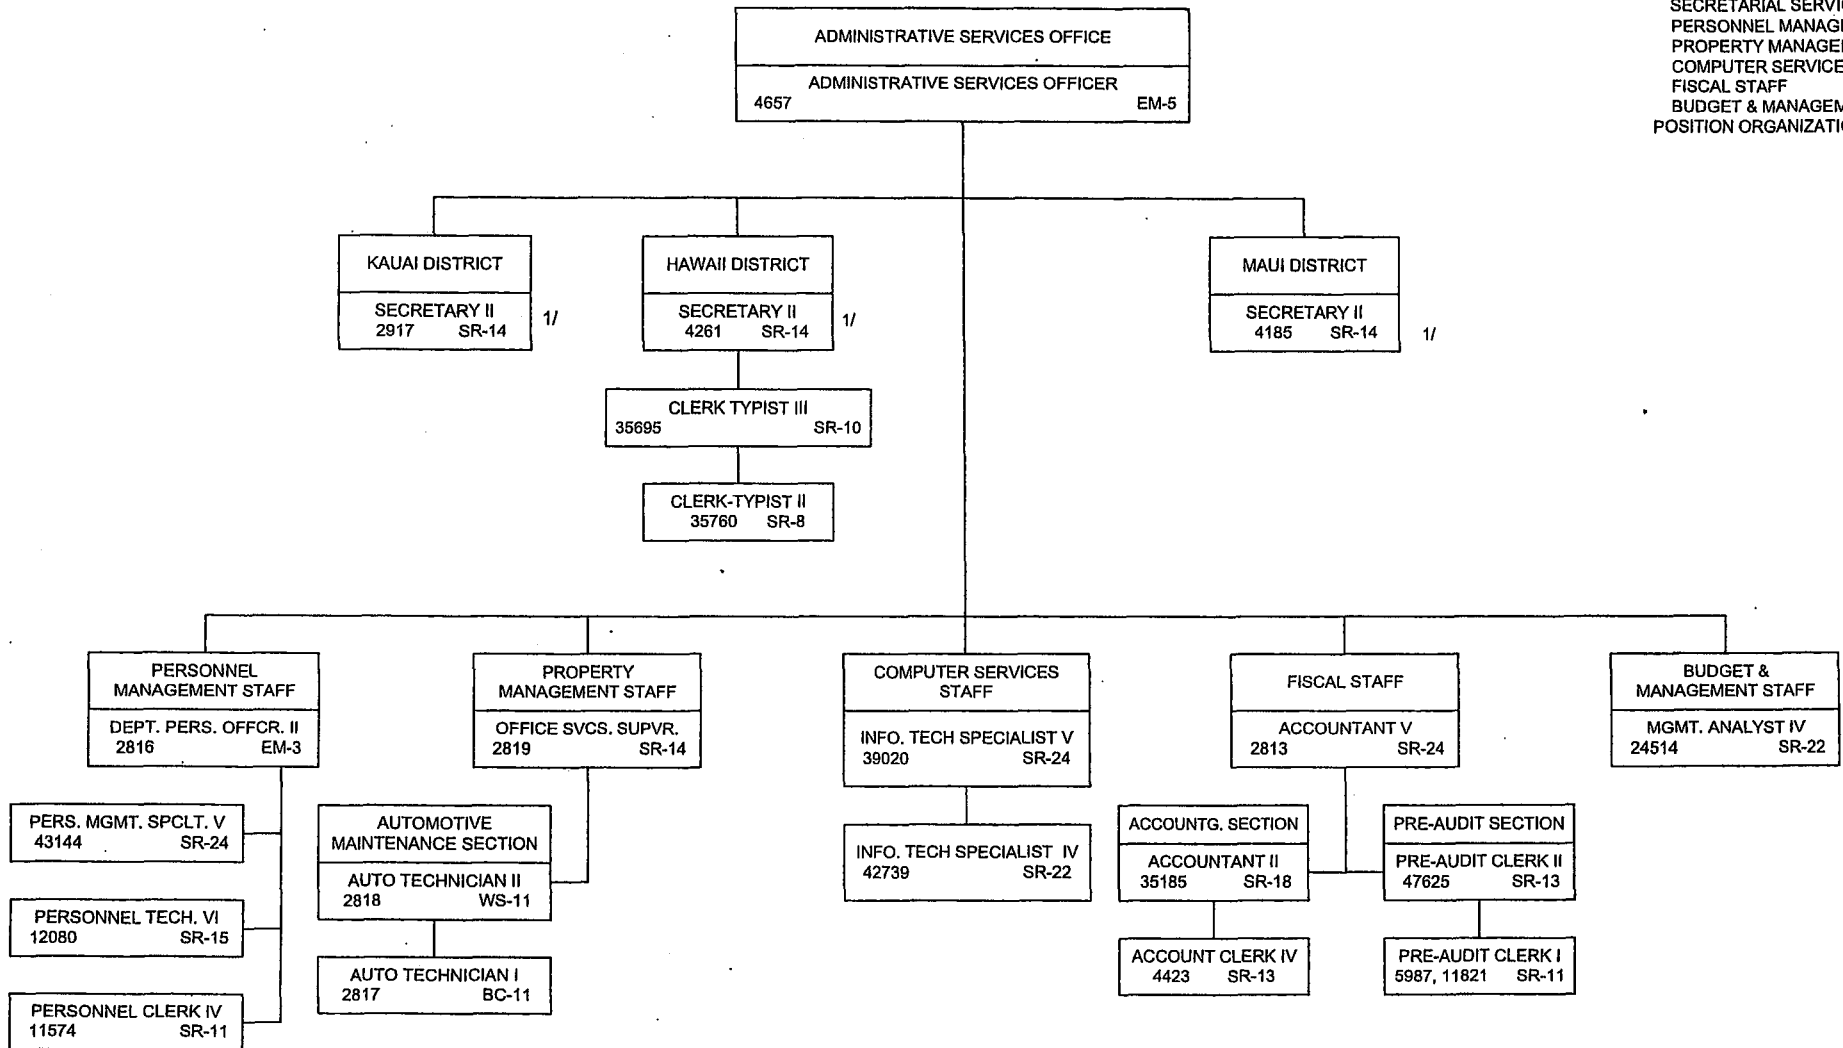 SECRETARIAL
PERSONNEL
PROPERTY
COMPUTER
FISCAL STAFF
BUDGET &
POSITION
ADMINISTRATIVE SERVICES OFFICE
ADMINISTRATIVE SERVICES OFFICER
4657 EM-5
KAUAI DISTRICT
SECRETARY II
2917 SR-14
1/
HAWAII DISTRICT
SECRETARY II
4261 SR-14
1/
MAUI DISTRICT
SECRETARY II
4185 SR-14
1/
CLERK TYPIST III
35695 SR-10
CLERK-TYPIST II
35760 SR-8
PERSONNEL
MANAGEMENT STAFF
DEPT. PERS. OFFCR. II
2816 EM-3
PERS. MGMT. SPCLT. V
43144 SR-24
PERSONNEL TECH. VI
12080 SR-15
PERSONNEL CLERK IV
11574 SR-11
PROPERTY
MANAGEMENT STAFF
OFFICE SVCS. SUPVR.
2819 SR-14
AUTOMOTIVE
MAINTENANCE SECTION
AUTO TECHNICIAN II
2818 WS-11
AUTO TECHNICIAN I
2817 BC-11
COMPUTER SERVICES
STAFF
INFO. TECH SPECIALIST V
39020 SR-24
INFO. TECH SPECIALIST IV
42739 SR-22
FISCAL STAFF
ACCOUNTANT V
2813 SR-24
ACCOUNTG. SECTION
ACCOUNTANT II
35185 SR-18
ACCOUNT CLERK IV
4423 SR-13
PRE-AUDIT SECTION
PRE-AUDIT CLERK II
47625 SR-13
PRE-AUDIT CLERK I
5987, 11821 SR-11
BUDGET &
MANAGEMENT STAFF
MGMT. ANALYST IV
24514 SR-22